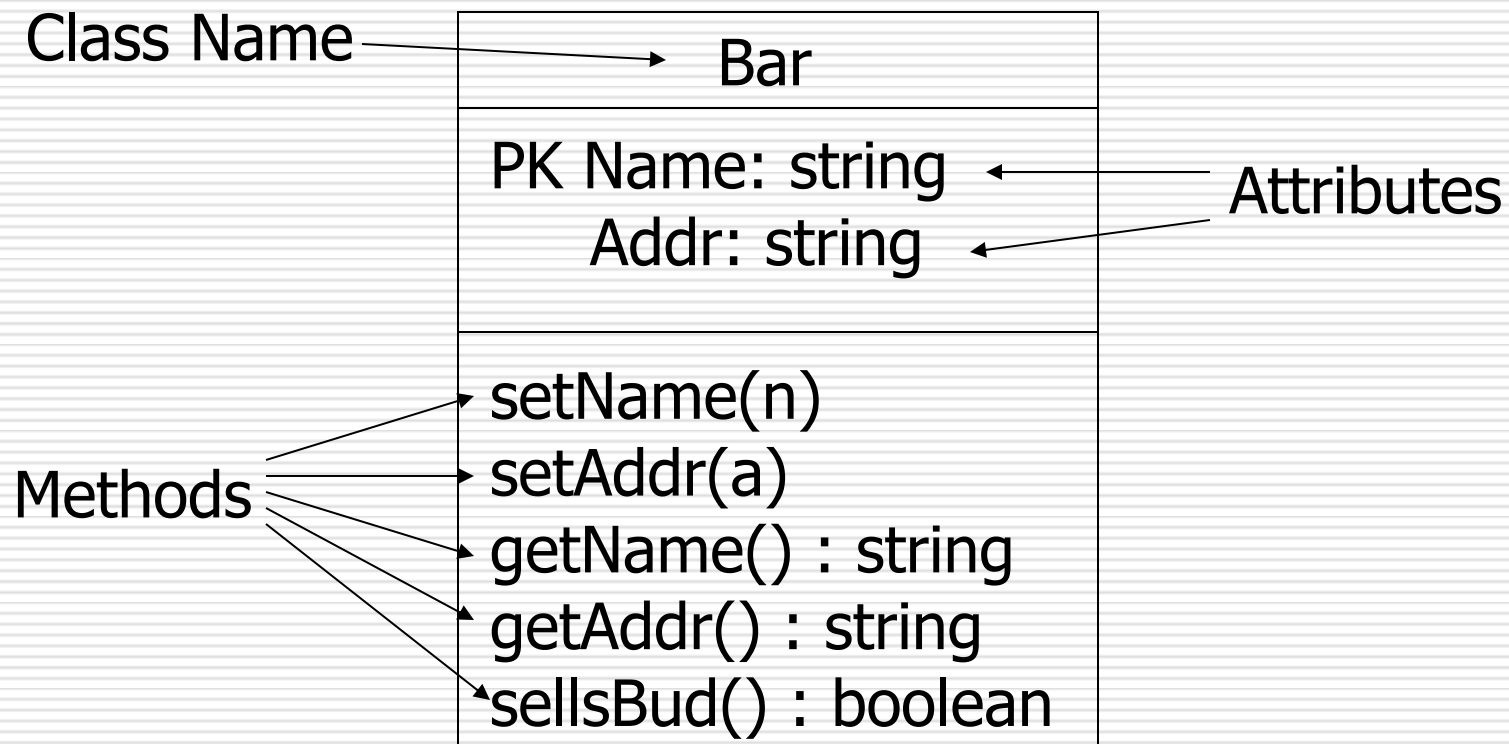 Class Name
Bar
PK Name: string
Addr: string
Attributes
Methods
setName(n)
setAddr(a)
getName() : string
getAddr() : string
sellsBud() : boolean